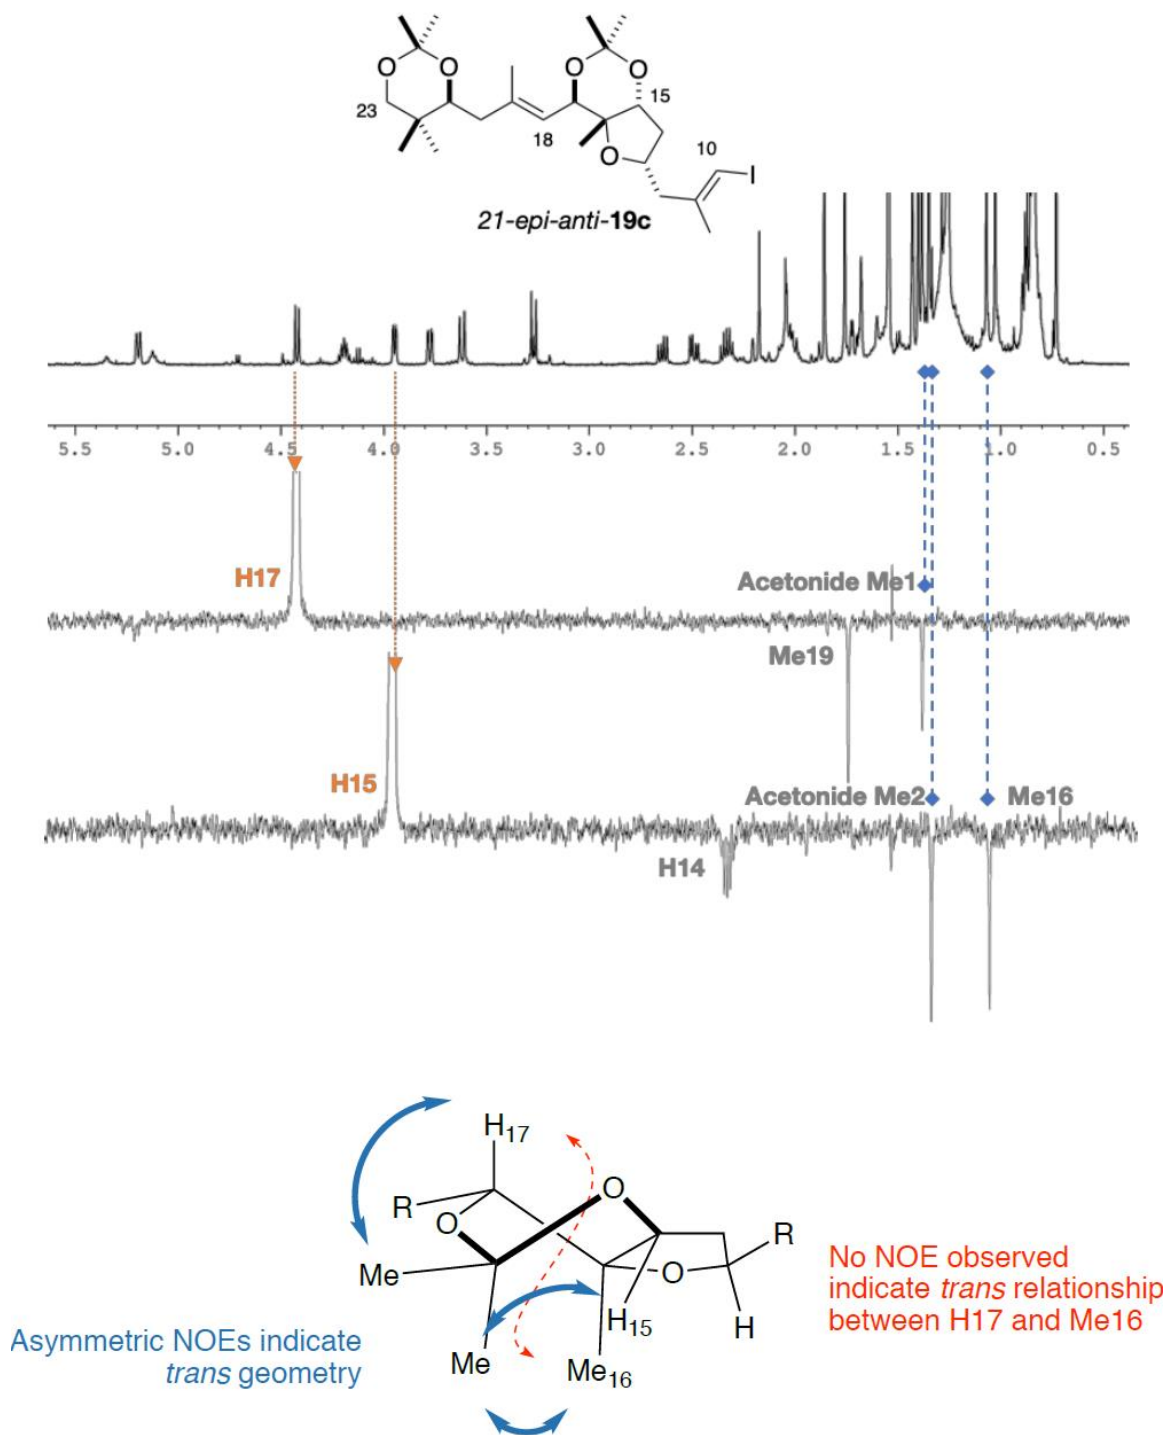 O O O O
23 15
18 O 10
I
21-epi-anti-19c
5.5 5.0 4.5 4.0 3.5 3.0 2.5 2.0 1.5 1.0 0.5
H17 Acetonide Me1
Me19
H15 Acetonide Me2 Me16
H14
H17
R O O R
Me O
H15 H
Me Me16
No NOE observed
indicate trans relationship
between H17 and Me16
Asymmetric NOEs indicate
trans geometry